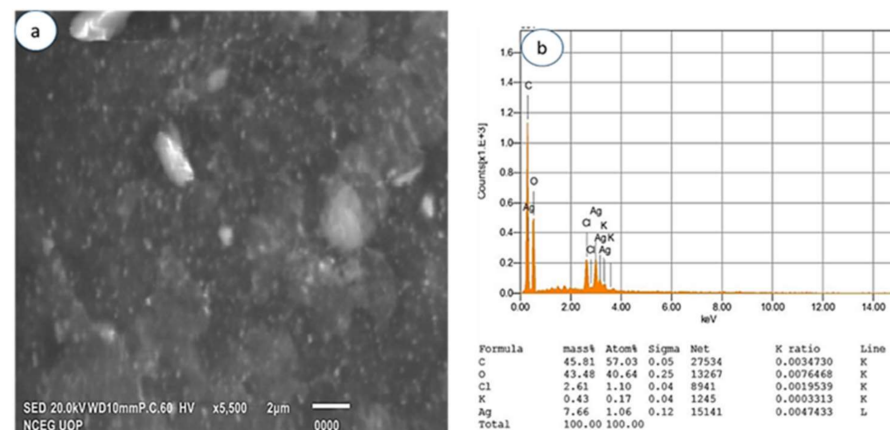 a
SED 20.0kV WD10mm P.C.60 HV x5,500 2μm
NCEG UOP 0000
b
Counts[x1.E+3]
1.6
1.4
1.2
1.0
0.8
0.6
0.4
0.2
0.0
C
O
Ag
Cl
Cl
Ag
Ag
Ag
K
K
0.00 2.00 4.00 6.00 8.00 10.00 12.00 14.00
keV
Formula mass% Atom% Sigma Net K ratio Line
C 45.81 57.03 0.05 27534 0.0034730 K
O 43.48 40.64 0.25 13267 0.0076468 K
Cl 2.61 1.10 0.04 8941 0.0019539 K
K 0.43 0.17 0.04 1245 0.0003313 K
Ag 7.66 1.06 0.12 15141 0.0047433 L
Total 100.00 100.00